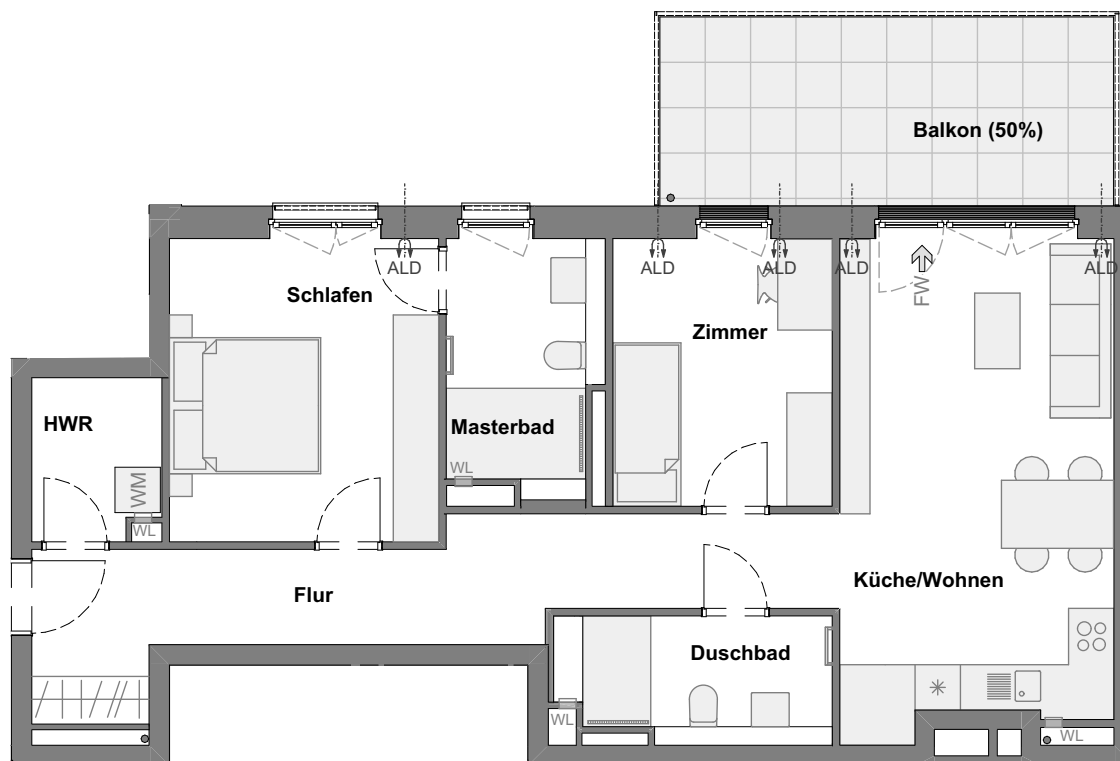 Balkon (50%)
ALD
ALD
ALD
ALD
ALD
FW
Schlafen
Zimmer
HWR
Masterbad
WL
WM
WL
Küche/Wohnen
Flur
Duschbad
WL
WL